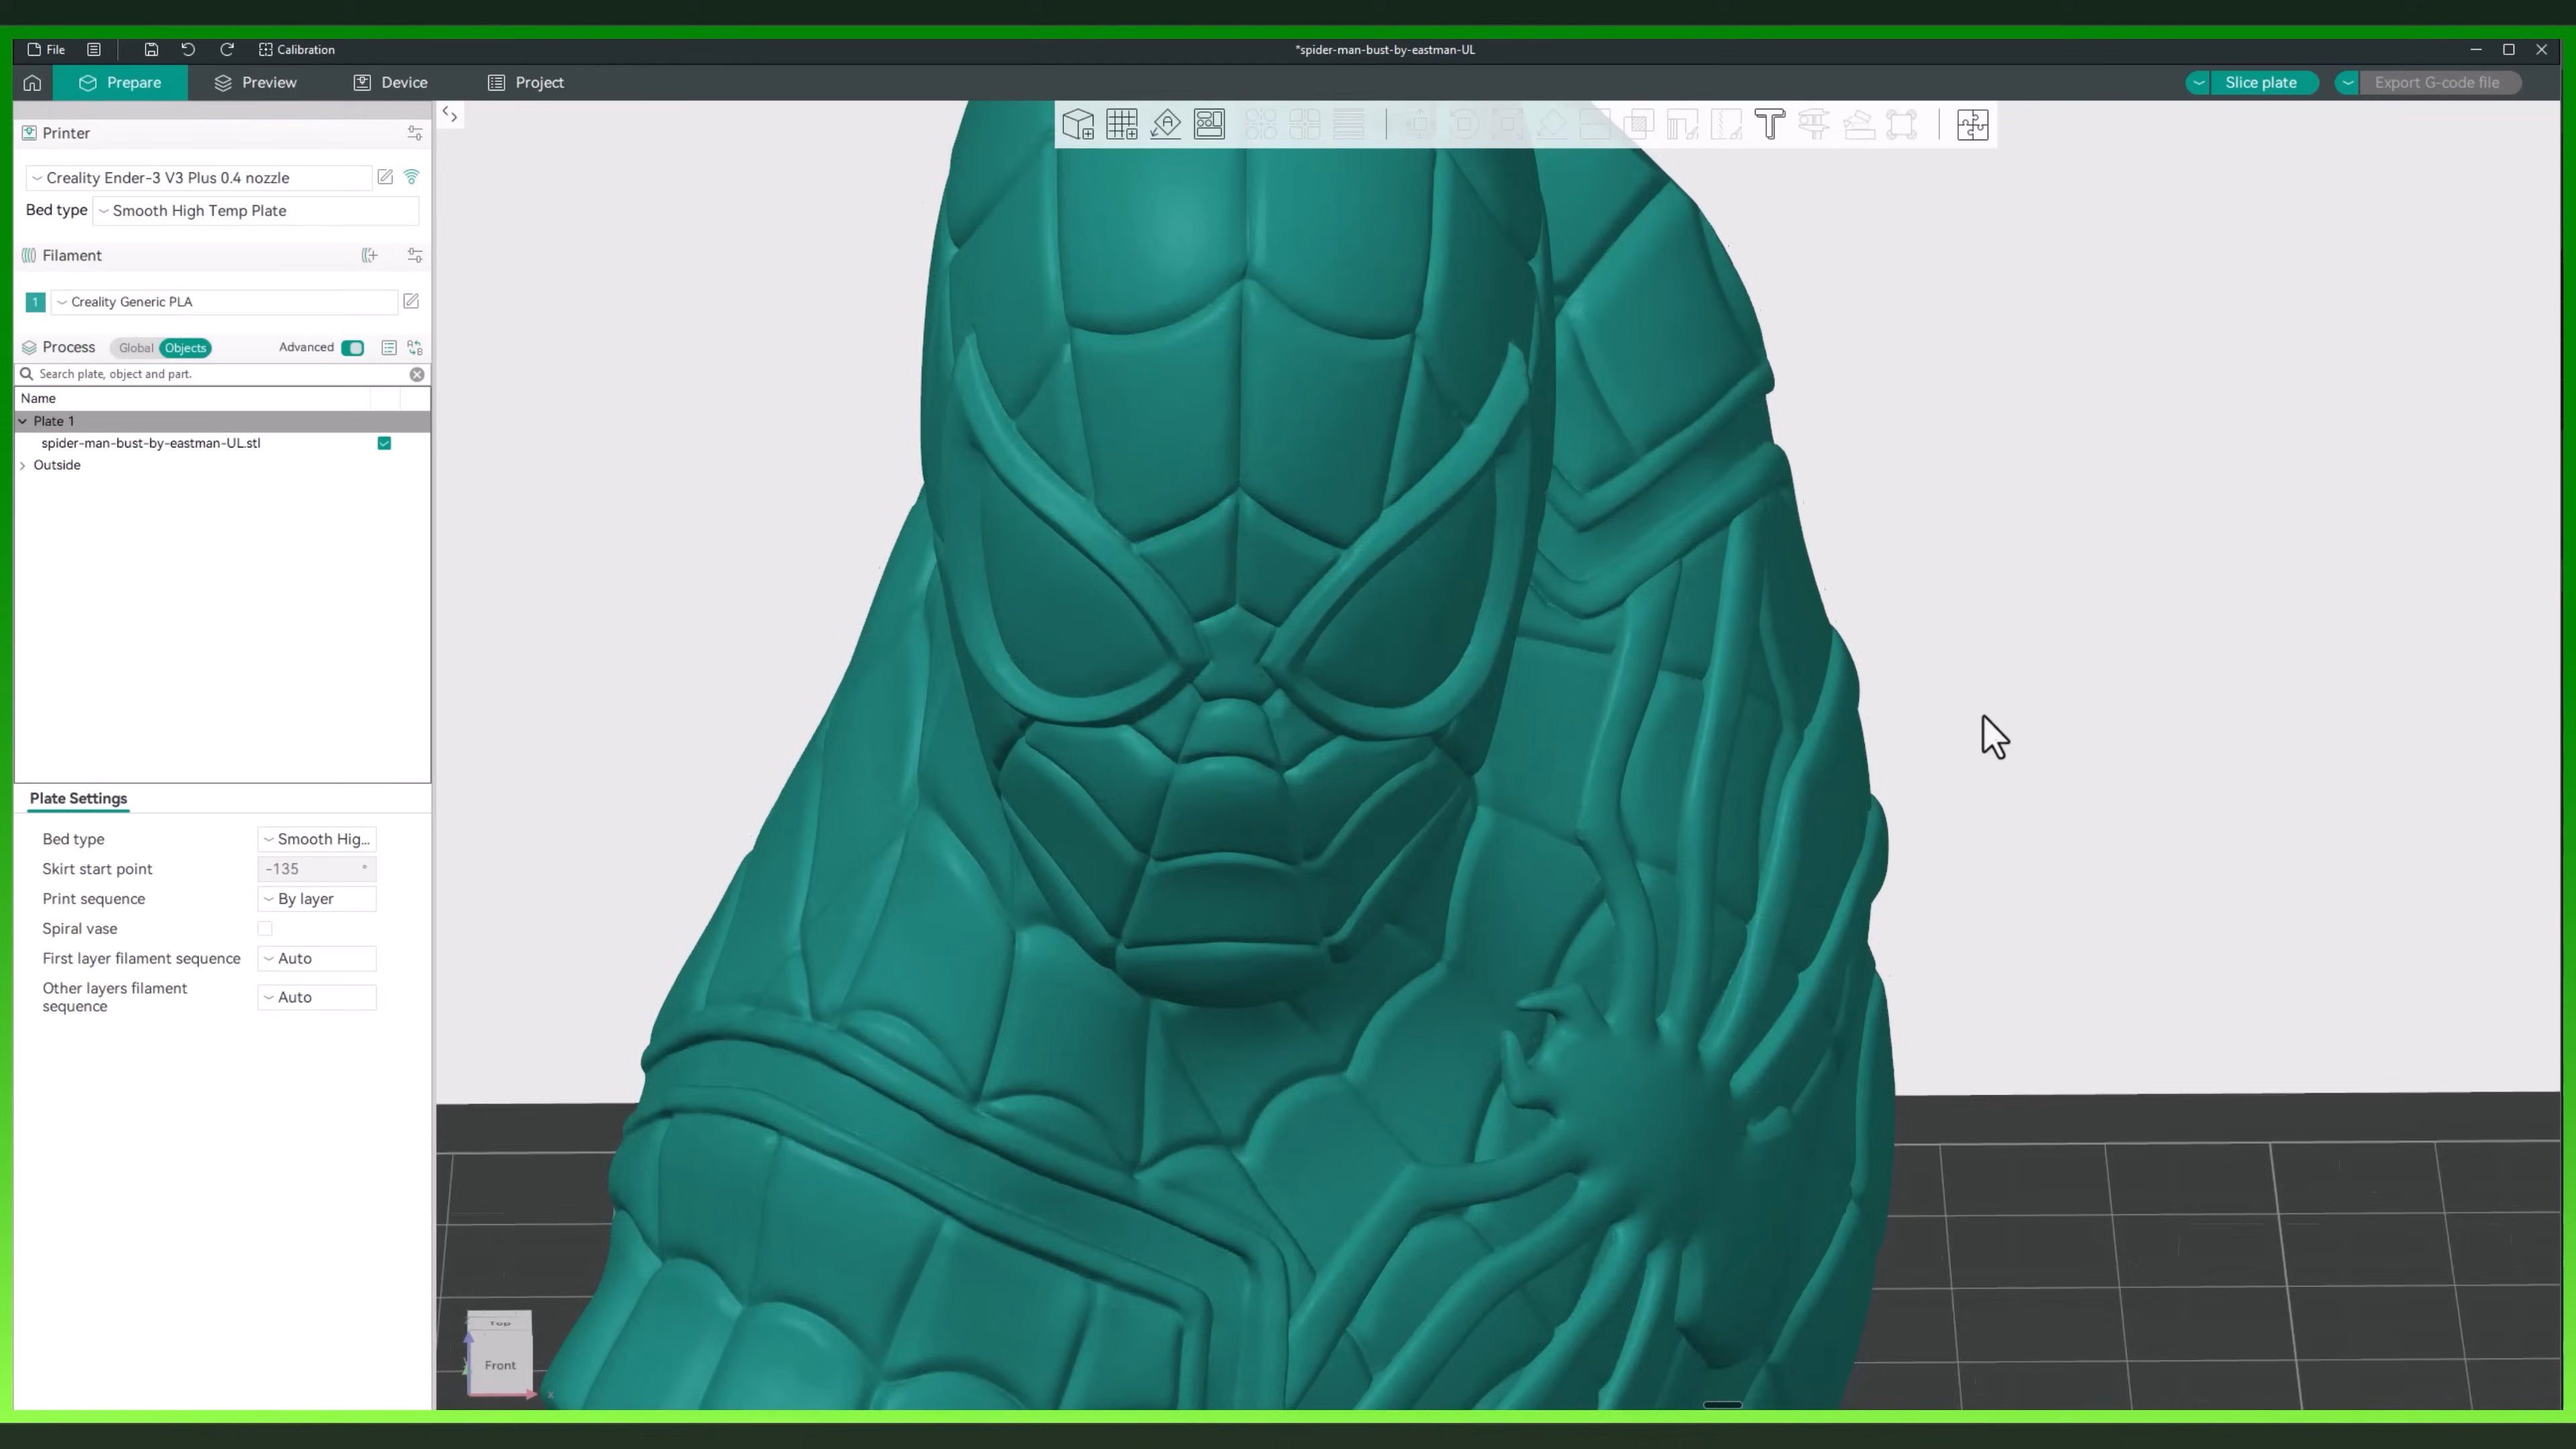 File
Calibration
*spider-man-bust-by-eastman-UL
Prepare
Preview
Device
Project
Slice plate
Export G-code file
Printer
Creality Ender-3 V3 Plus 0.4 nozzle
Bed type
Smooth High Temp Plate
Filament
1
Creality Generic PLA
Process
Global
Objects
Advanced
Search plate, object and part.
Name
Plate 1
spider-man-bust-by-eastman-UL.stl
Outside
Plate Settings
Bed type
Smooth Hig...
Skirt start point
-135
°
Print sequence
By layer
Spiral vase
First layer filament sequence
Auto
Other layers filament
sequence
Auto
Top
Front
x